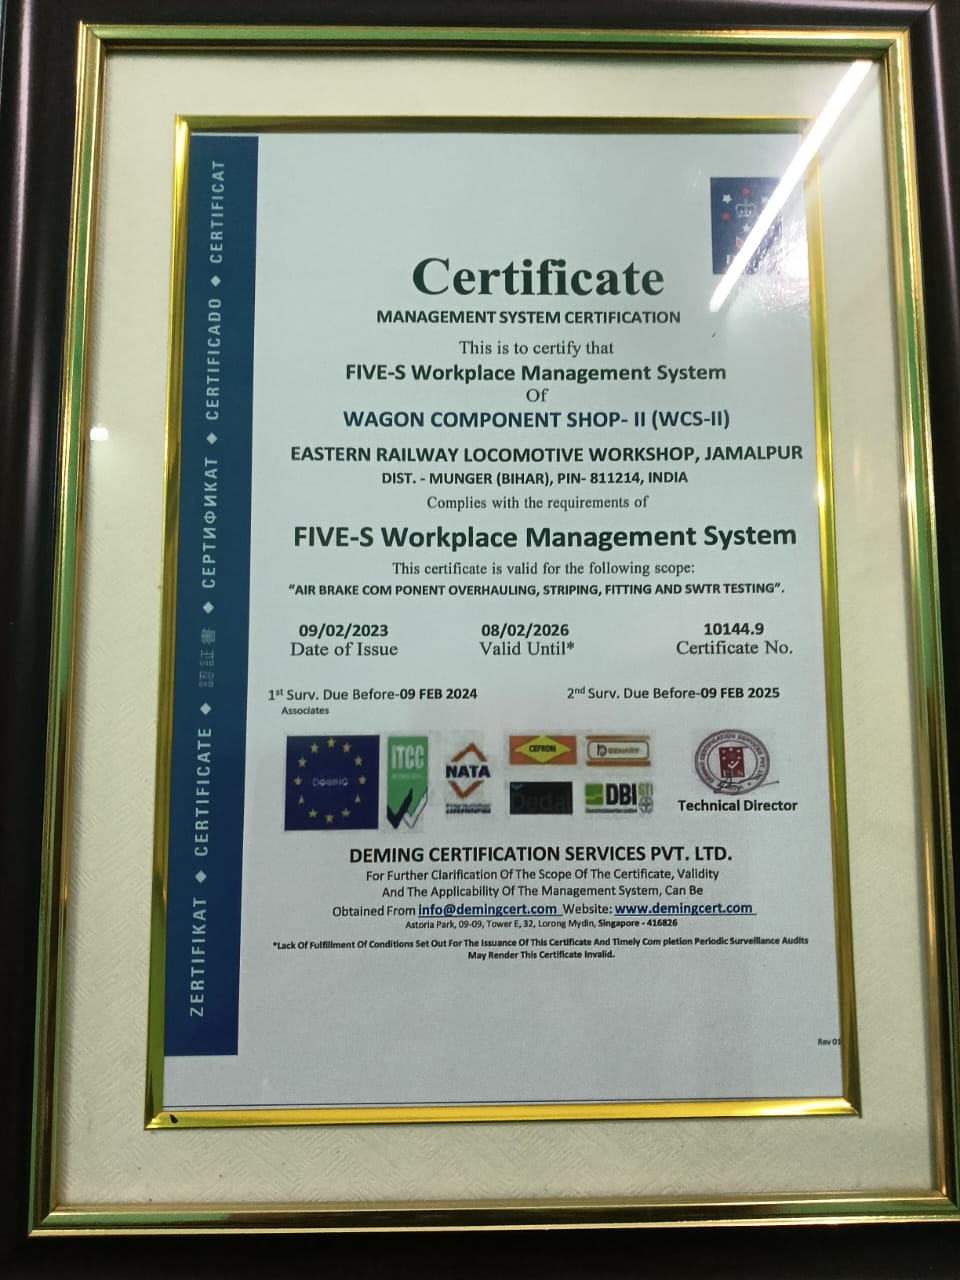 ZERTIFIKAT ◆ CERTIFICATE ◆ 認証書 ◆ СЕРТИФИКАТ ◆ CERTIFICADO ◆ CERTIFICAT
Certificate
MANAGEMENT SYSTEM CERTIFICATION
This is to certify that
FIVE-S Workplace Management System
Of
WAGON COMPONENT SHOP- II (WCS-II)
EASTERN RAILWAY LOCOMOTIVE WORKSHOP, JAMALPUR
DIST. - MUNGER (BIHAR), PIN- 811214, INDIA
Complies with the requirements of
FIVE-S Workplace Management System
This certificate is valid for the following scope:
“AIR BRAKE COM PONENT OVERHAULING, STRIPING, FITTING AND SWTR TESTING”.
09/02/2023 08/02/2026 10144.9
Date of Issue Valid Until* Certificate No.
1st Surv. Due Before-09 FEB 2024 2nd Surv. Due Before-09 FEB 2025
Associates
ITCC
NATA
CEPROM
Dedal
DBI
Technical Director
DEMING CERTIFICATION SERVICES PVT. LTD.
For Further Clarification Of The Scope Of The Certificate, Validity
And The Applicability Of The Management System, Can Be
Obtained From info@demingcert.com Website: www.demingcert.com
Astoria Park, 09-09, Tower E, 32, Lorong Mydin, Singapore - 416826
*Lack Of Fulfillment Of Conditions Set Out For The Issuance Of This Certificate And Timely Com pletion Periodic Surveillance Audits
May Render This Certificate Invalid.
Rev 01